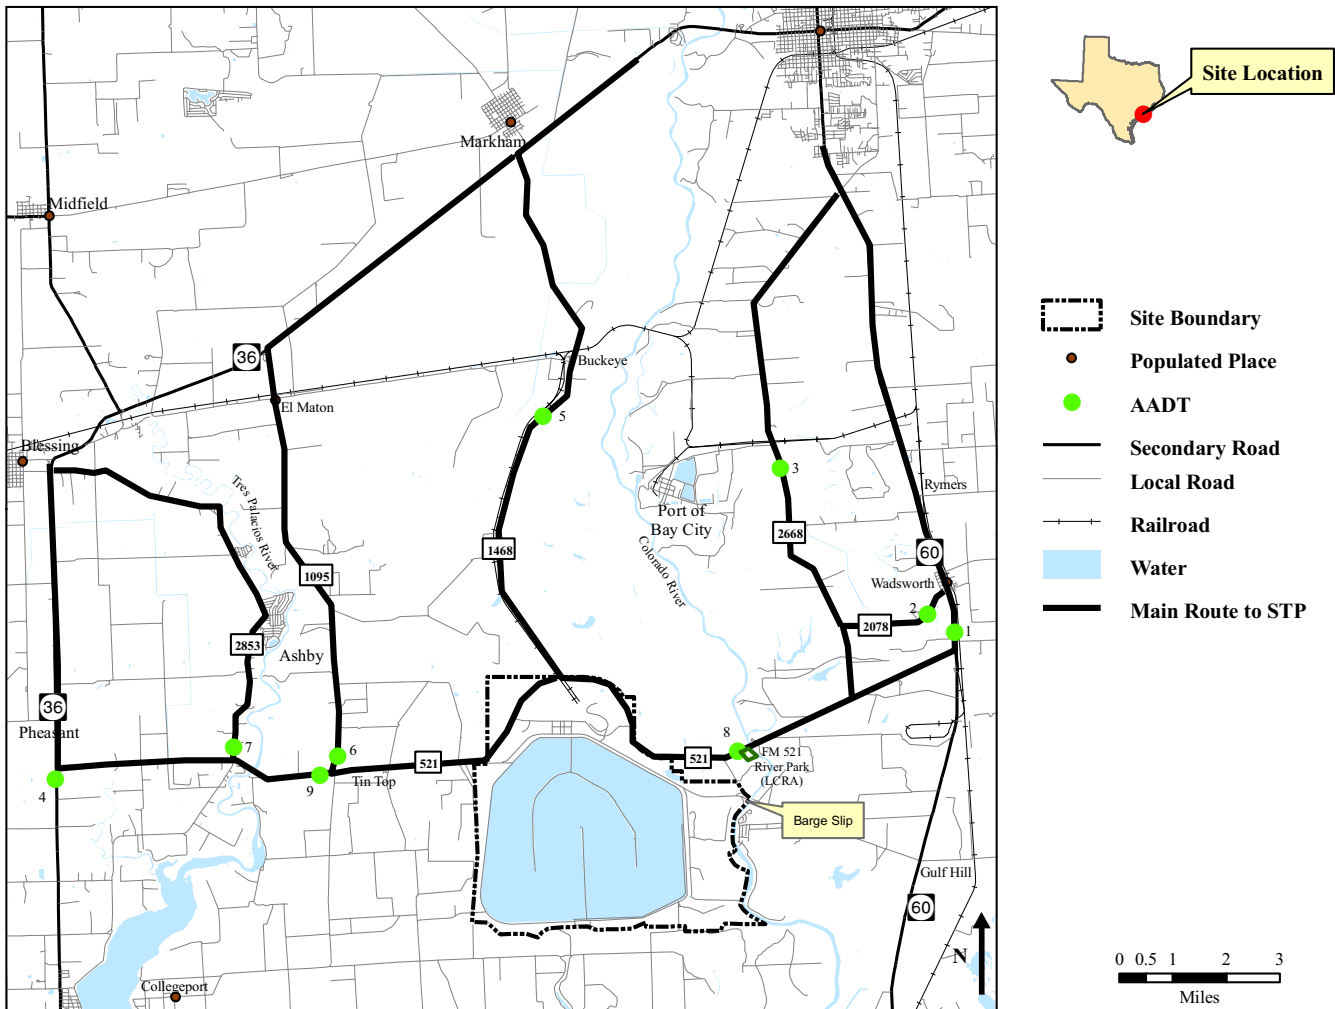 Markham
Midfield
36
Buckeye
El Maton
5
Blessing
Tres Palacios River
3
Rymers
Port of
Bay City
2668
1468
Colorado River
60
1095
Wadsworth
2
2078
1
2853
Ashby
36
Pheasant
8
7
6
521
521
FM 521
River Park
(LCRA)
9
Tin Top
4
Barge Slip
Gulf Hill
60
N
Collegeport
Site Location
Site Boundary
Populated Place
AADT
Secondary Road
Local Road
Railroad
Water
Main Route to STP
0 0.5 1 2 3
Miles